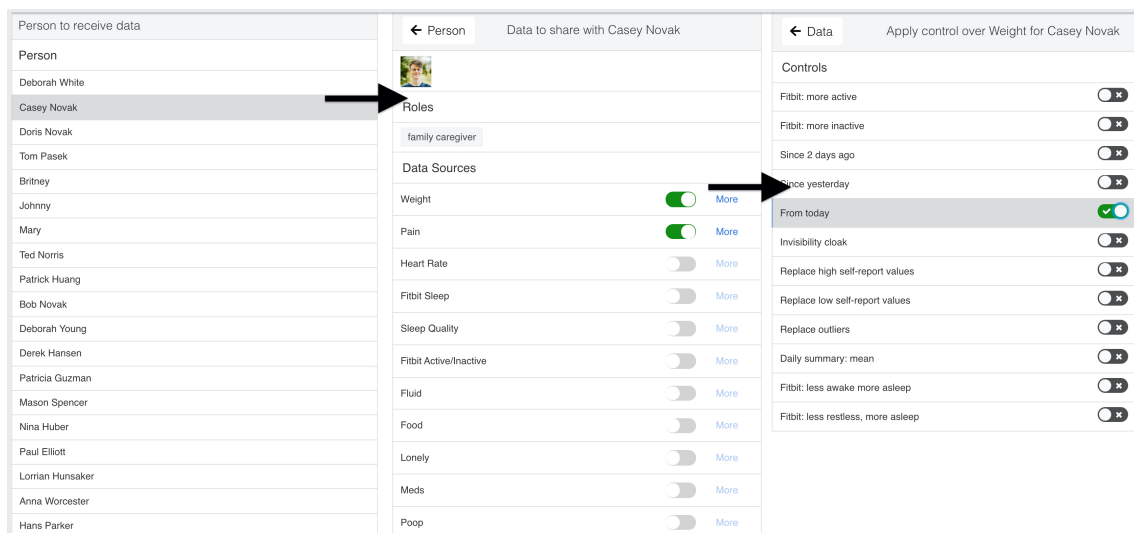 Person to receive data
Person
Deborah White
Casey Novak
Doris Novak
Tom Pasek
Britney
Johnny
Mary
Ted Norris
Patrick Huang
Bob Novak
Deborah Young
Derek Hansen
Patricia Guzman
Mason Spencer
Nina Huber
Paul Elliott
Lorrian Hunsaker
Anna Worcester
Hans Parker
Person Data to share with Casey Novak
Roles
family caregiver
Data Sources
Weight More
Pain More
Heart Rate More
Fitbit Sleep More
Sleep Quality More
Fitbit Active/Inactive More
Fluid More
Food More
Lonely More
Meds More
Poop More
Data Apply control over Weight for Casey Novak
Controls
Fitbit: more active
Fitbit: more inactive
Since 2 days ago
Since yesterday
From today
Invisibility cloak
Replace high self-report values
Replace low self-report values
Replace outliers
Daily summary: mean
Fitbit: less awake more asleep
Fitbit: less restless, more asleep